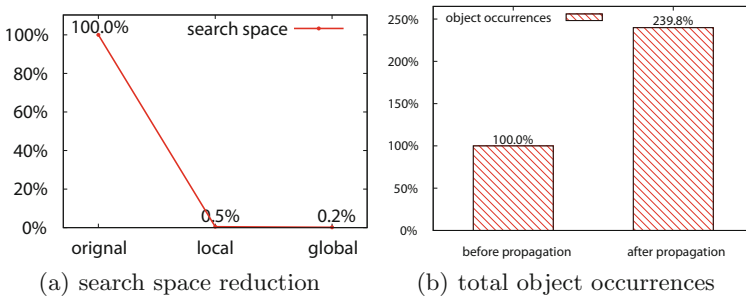 search space
100%
100.0%
80%
60%
40%
20%
0%
0.5%
0.2%
orignal local global
(a) search space reduction
object occurrences
250%
239.8%
200%
150%
100%
100.0%
50%
0%
before propagation after propagation
(b) total object occurrences